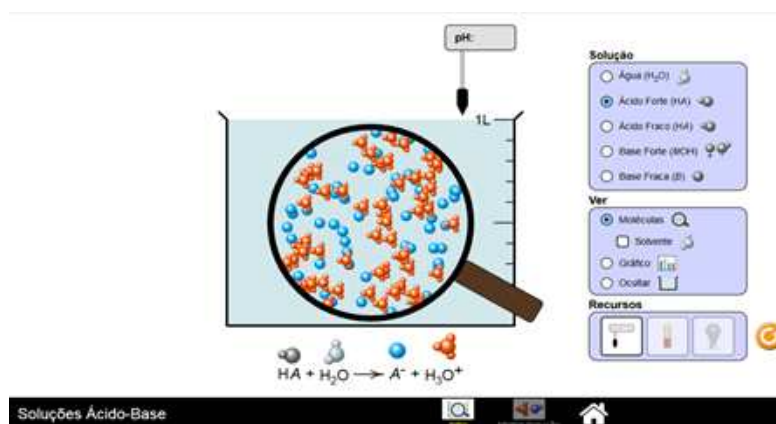 pH:
1L
Solução
Água (H₂O)
Ácido Forte (HA)
Ácido Fraco (HA)
Base Forte (MOH)
Base Fraca (B)
Ver
Moléculas
Solvente
Gráfico
Ocultar
Recursos
HA + H₂O → A⁻ + H₃O⁺
Soluções Ácido-Base